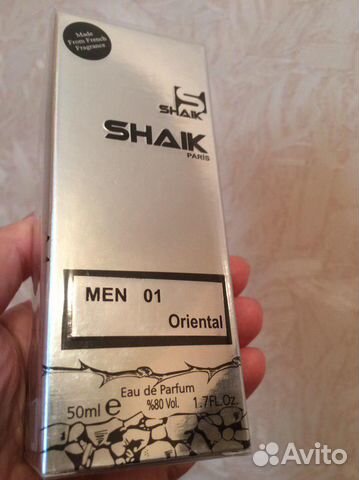 Made
From French
Fragrance
S
SHAIK
SHAIK
PARİS
MEN 01
Oriental
Eau de Parfum
50ml e %80 Vol. 1.7FL.Oz.
Avito